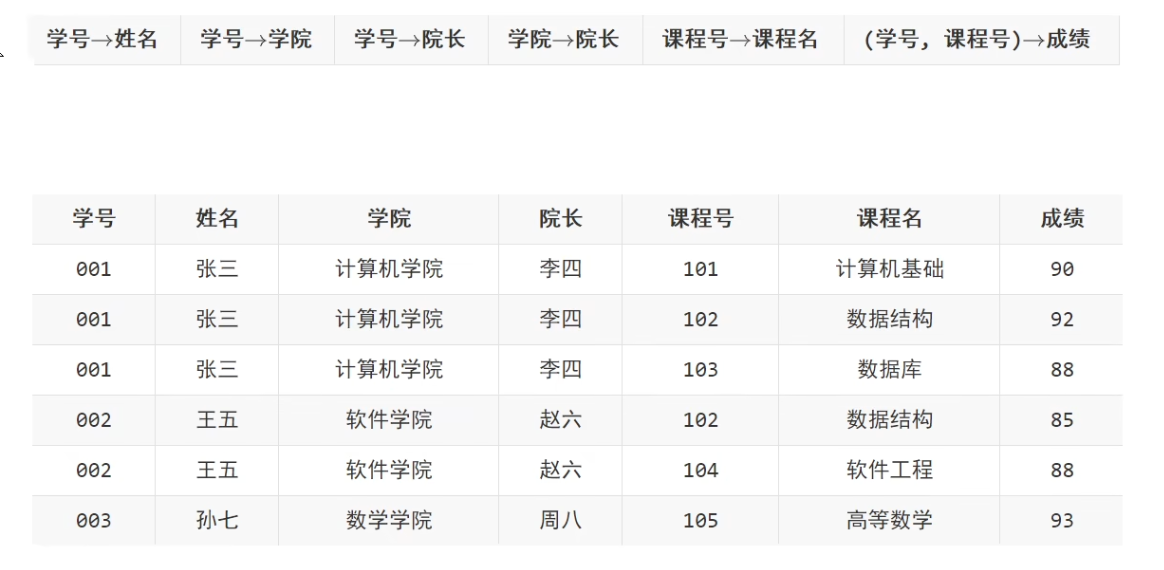 学号→姓名 学号→学院 学号→院长 学院→院长 课程号→课程名 (学号, 课程号)→成绩
学号 姓名 学院 院长 课程号 课程名 成绩
001 张三 计算机学院 李四 101 计算机基础 90
001 张三 计算机学院 李四 102 数据结构 92
001 张三 计算机学院 李四 103 数据库 88
002 王五 软件学院 赵六 102 数据结构 85
002 王五 软件学院 赵六 104 软件工程 88
003 孙七 数学学院 周八 105 高等数学 93